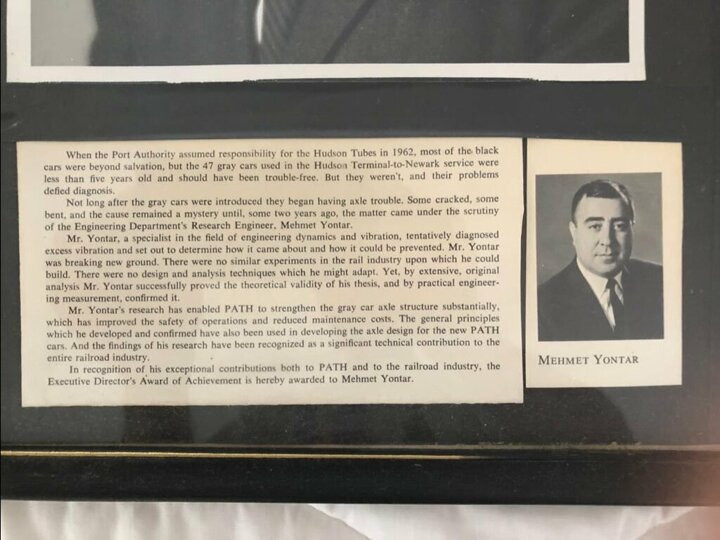 When the Port Authority assumed responsibility for the Hudson Tubes in 1962, most of the black
cars were beyond salvation, but the 47 gray cars used in the Hudson Terminal-to-Newark service were
less than five years old and should have been trouble-free. But they weren't, and their problems
defied diagnosis.
Not long after the gray cars were introduced they began having axle trouble. Some cracked, some
bent, and the cause remained a mystery until, some two years ago, the matter came under the scrutiny
of the Engineering Department's Research Engineer, Mehmet Yontar.
Mr. Yontar, a specialist in the field of engineering dynamics and vibration, tentatively diagnosed
excess vibration and set out to determine how it came about and how it could be prevented. Mr. Yontar
was breaking new ground. There were no similar experiments in the rail industry upon which he could
build. There were no design and analysis techniques which he might adapt. Yet, by extensive, original
analysis Mr. Yontar successfully proved the theoretical validity of his thesis, and by practical engineer-
ing measurement, confirmed it.
Mr. Yontar's research has enabled PATH to strengthen the gray car axle structure substantially,
which has improved the safety of operations and reduced maintenance costs. The general principles
which he developed and confirmed have also been used in developing the axle design for the new PATH
cars. And the findings of his research have been recognized as a significant technical contribution to the
entire railroad industry.
In recognition of his exceptional contributions both to PATH and to the railroad industry, the
Executive Director's Award of Achievement is hereby awarded to Mehmet Yontar.
MEHMET YONTAR